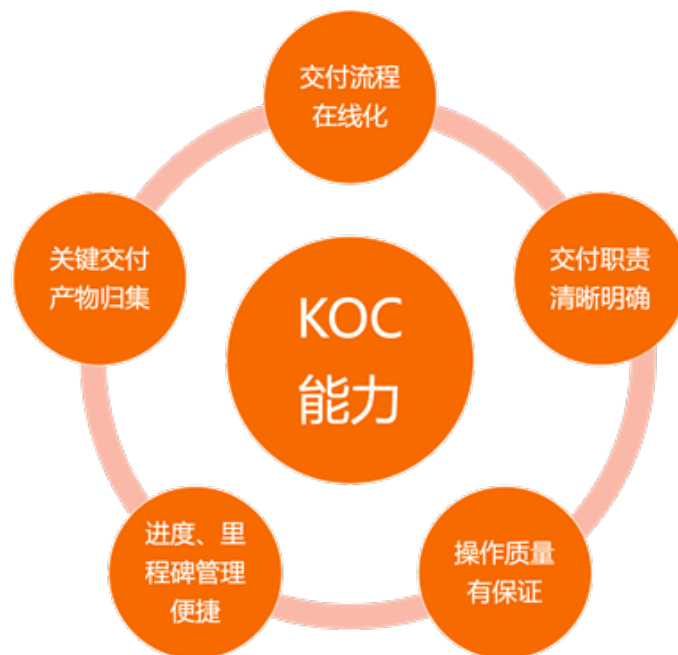 交付流程
在线化
关键交付
产物归集
交付职责
清晰明确
KOC
能力
进度、里
程碑管理
便捷
操作质量
有保证